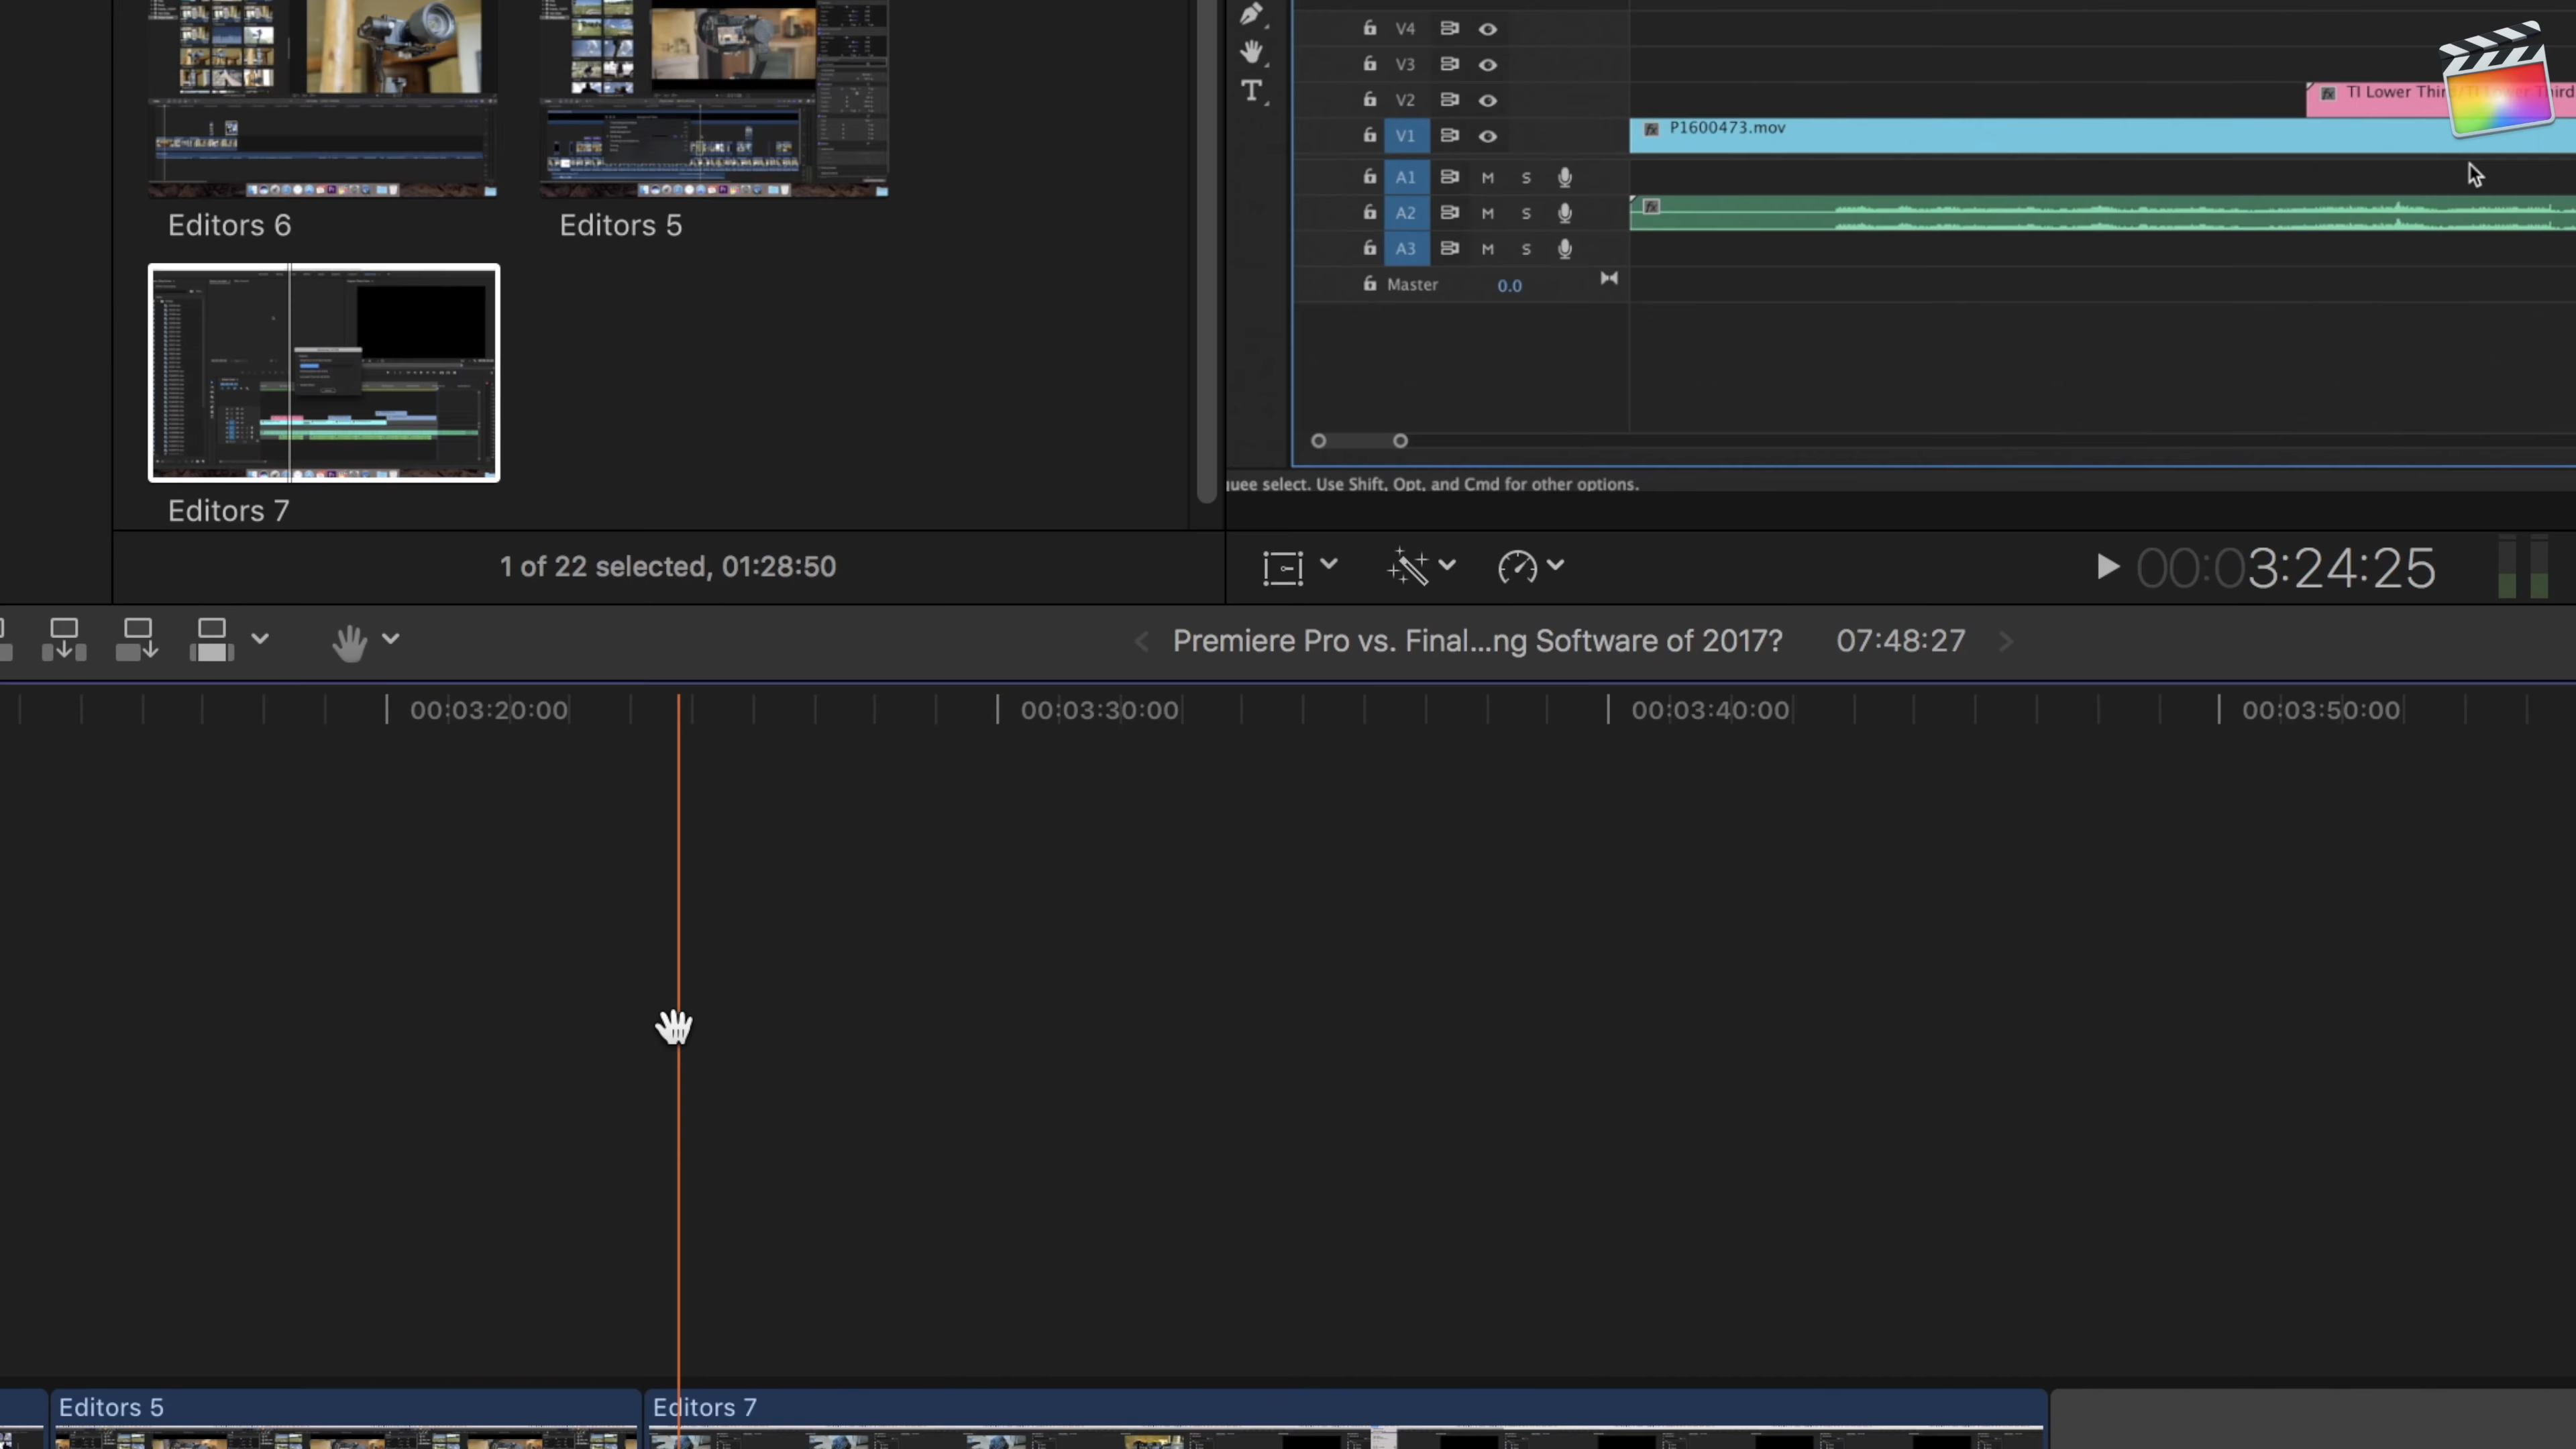 V4
V3
V2
TI Lower Third
V1
P1600473.mov
A1 M S
A2 M S
A3 M S
Master 0.0
T
Editors 6
Editors 5
Editors 7
uee select. Use Shift, Opt, and Cmd for other options.
1 of 22 selected, 01:28:50
00:03:24:25
Premiere Pro vs. Final...ng Software of 2017? 07:48:27
00:03:20:00 00:03:30:00 00:03:40:00 00:03:50:00
Editors 5
Editors 7